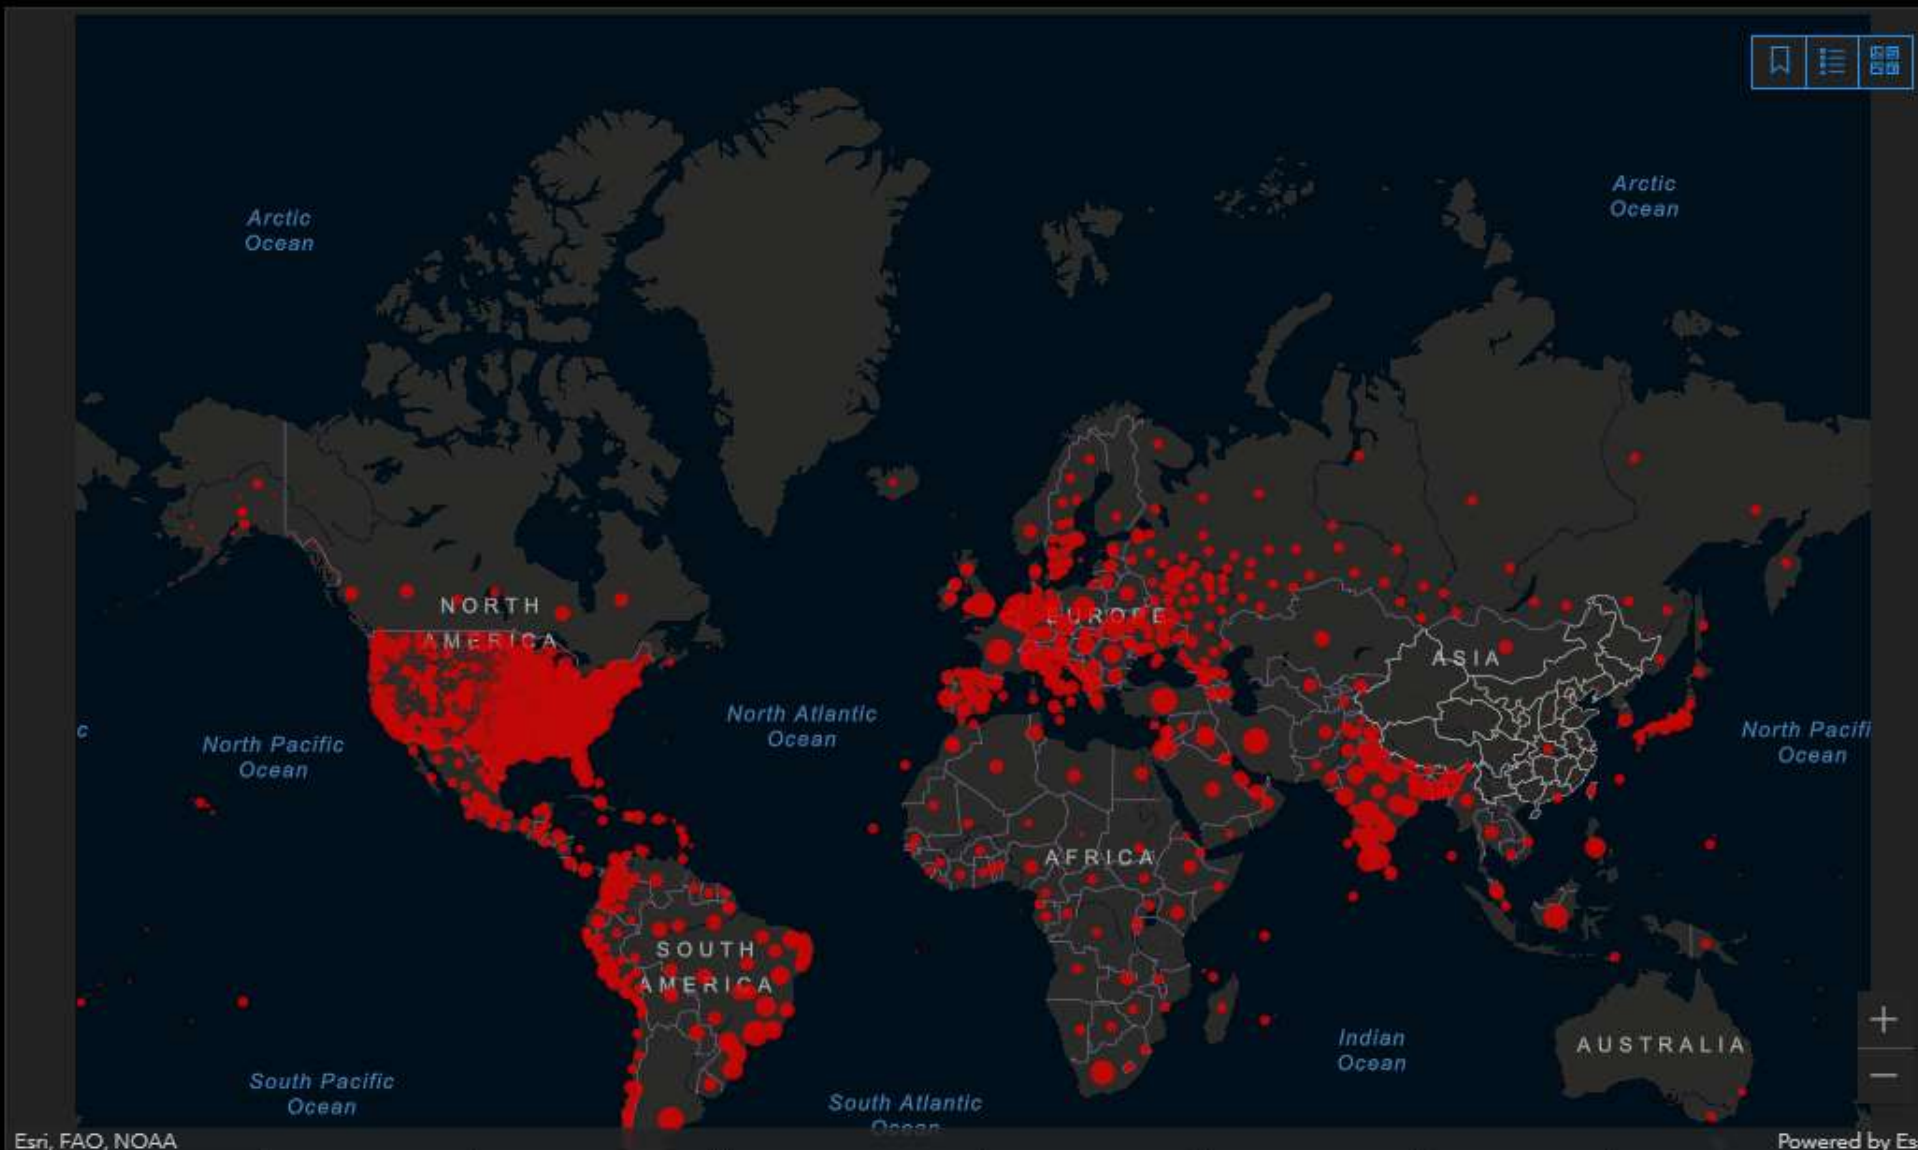 Arctic
Ocean
Arctic
Ocean
NORTH
AMERICA
EUROPE
ASIA
North Atlantic
Ocean
c
North Pacific
Ocean
North Pacifi
Ocean
AFRICA
SOUTH
AMERICA
Indian
Ocean
AUSTRALIA
South Pacific
Ocean
South Atlantic
Ocean
Esri, FAO, NOAA
Powered by Es